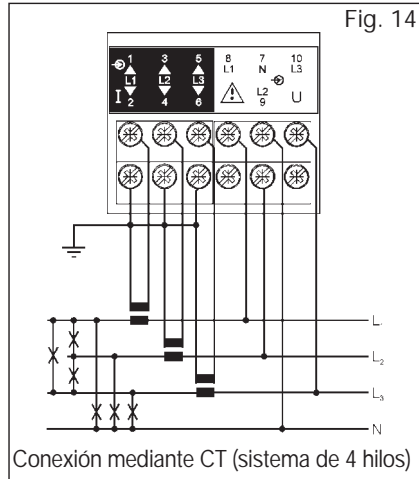 Fig. 14
1 3 5 8 7 10
L1 N L3
L1 L2 L3
L2
I 2 4 6 9 U
L1
L2
L3
N
Conexión mediante CT (sistema de 4 hilos)